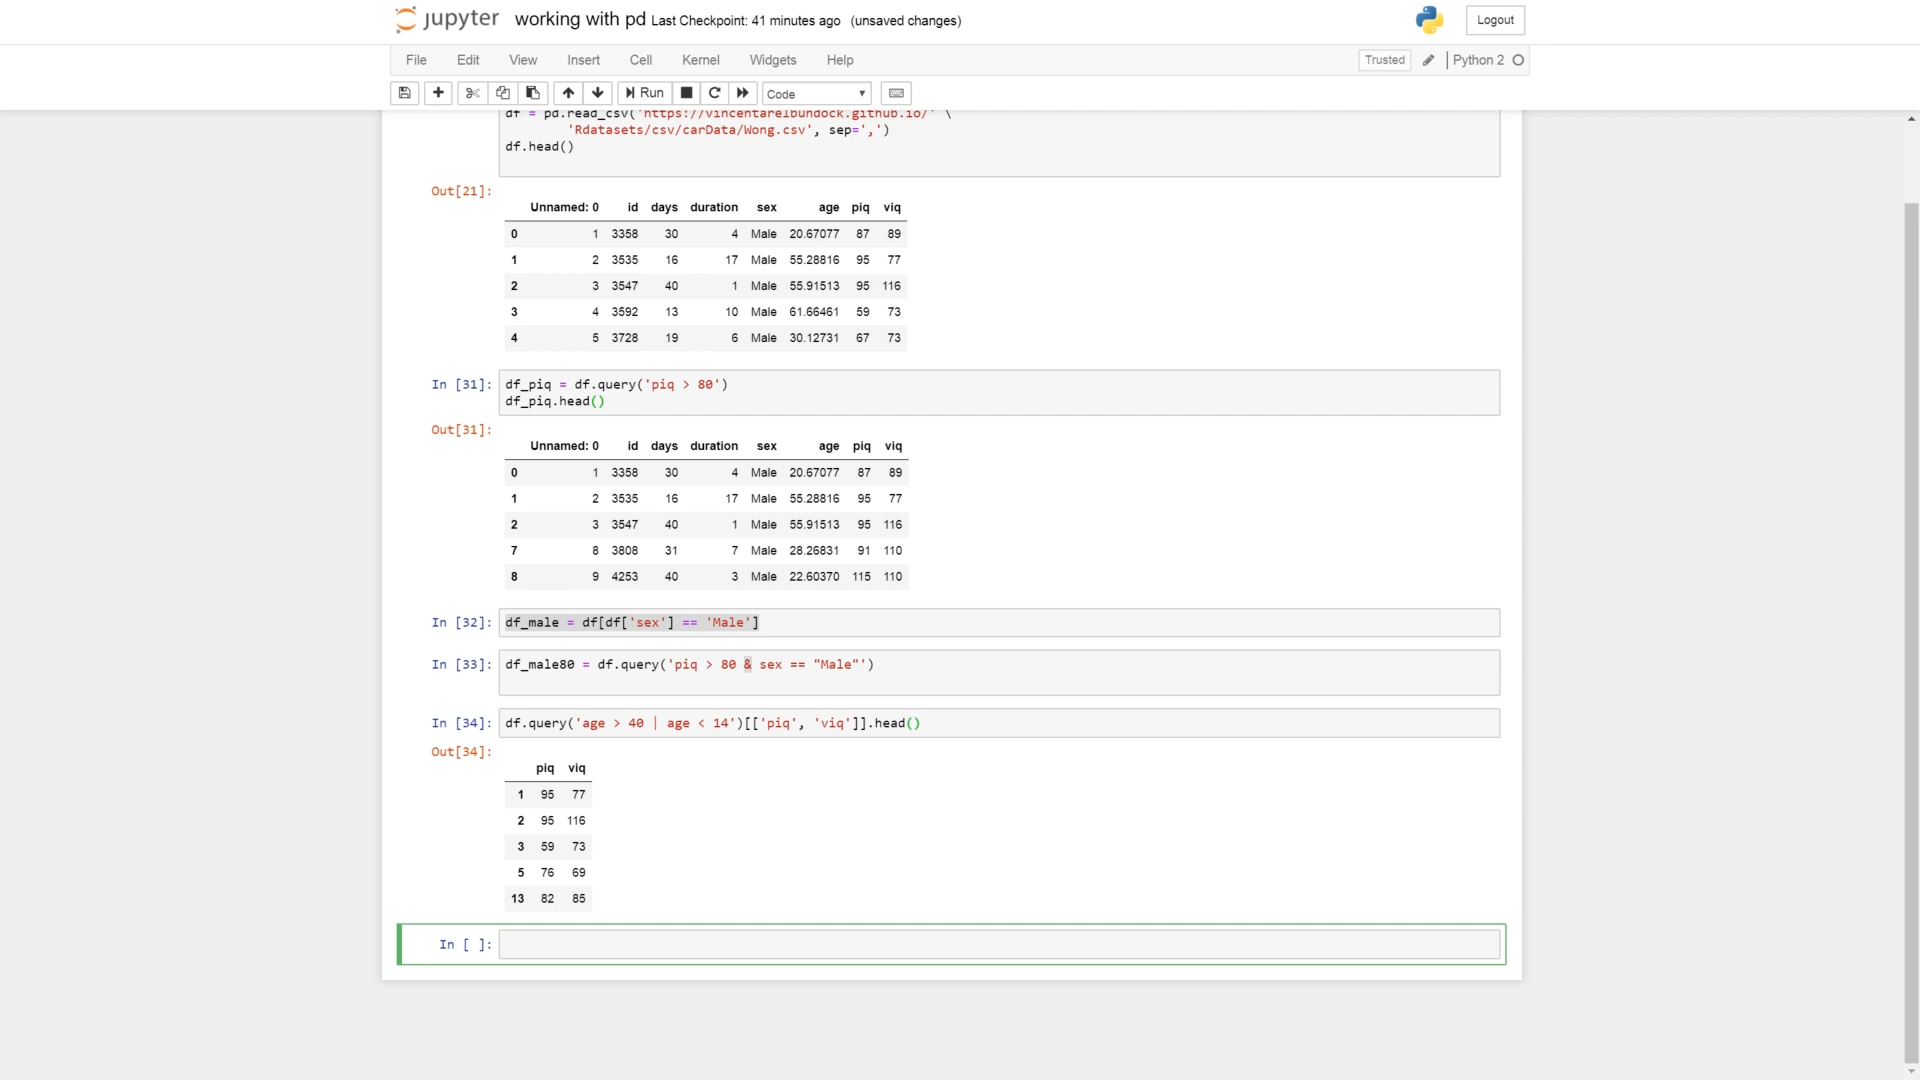 jupyter working with pd Last Checkpoint: 41 minutes ago (unsaved changes) Logout
File Edit View Insert Cell Kernel Widgets Help Trusted Python 2
Run Code
df = pd.read_csv('https://vincentarelbundock.github.io/' \
'Rdatasets/csv/carData/Wong.csv', sep=',')
df.head()
Out[21]:
Unnamed: 0 id days duration sex age piq viq
0 1 3358 30 4 Male 20.67077 87 89
1 2 3535 16 17 Male 55.28816 95 77
2 3 3547 40 1 Male 55.91513 95 116
3 4 3592 13 10 Male 61.66461 59 73
4 5 3728 19 6 Male 30.12731 67 73
In [31]: df_piq = df.query('piq > 80')
df_piq.head()
Out[31]:
Unnamed: 0 id days duration sex age piq viq
0 1 3358 30 4 Male 20.67077 87 89
1 2 3535 16 17 Male 55.28816 95 77
2 3 3547 40 1 Male 55.91513 95 116
7 8 3808 31 7 Male 28.26831 91 110
8 9 4253 40 3 Male 22.60370 115 110
In [32]: df_male = df[df['sex'] == 'Male']
In [33]: df_male80 = df.query('piq > 80 & sex == "Male"')
In [34]: df.query('age > 40 | age < 14')[['piq', 'viq']].head()
Out[34]:
piq viq
1 95 77
2 95 116
3 59 73
5 76 69
13 82 85
In [ ]: